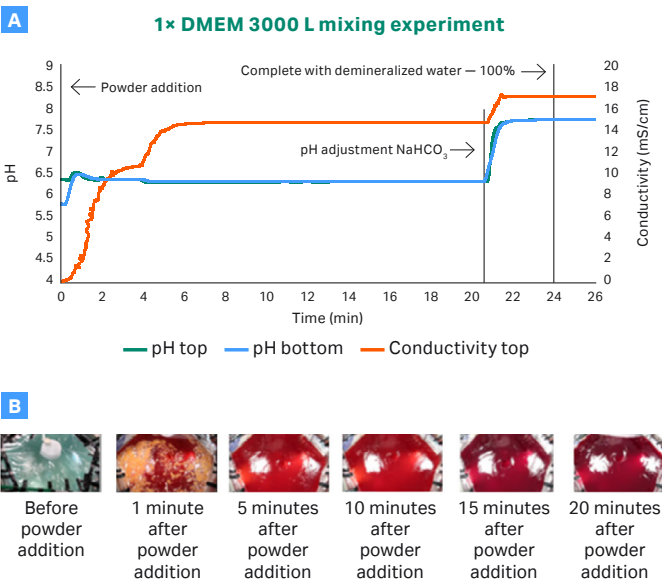 A
1× DMEM 3000 L mixing experiment
9
8.5
8
7.5
7
6.5
6
5.5
5
4.5
4
pH
20
18
16
14
12
10
8
6
4
2
0
Conductivity (mS/cm)
Powder addition
Complete with demineralized water — 100%
pH adjustment NaHCO₃
0 2 4 6 8 10 12 14 16 18 20 22 24 26
Time (min)
pH top pH bottom Conductivity top
B
Before
powder
addition
1 minute
after
powder
addition
5 minutes
after
powder
addition
10 minutes
after
powder
addition
15 minutes
after
powder
addition
20 minutes
after
powder
addition